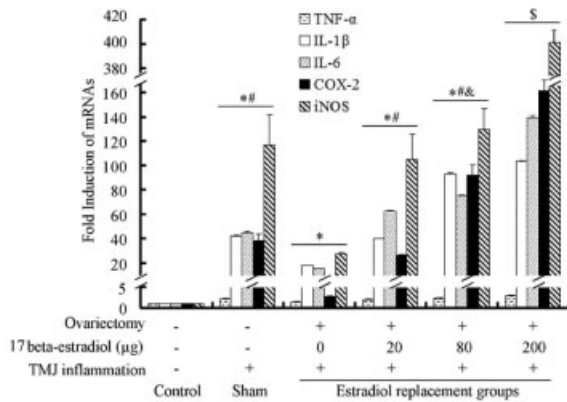 TNF-α
IL-1β
IL-6
COX-2
iNOS
$
*#
*
*#
*#&
Fold Induction of mRNAs
420
400
380
160
140
120
100
80
60
40
20
5
0
Ovariectomy - - + + + +
17 beta-estradiol (µg) - - 0 20 80 200
TMJ inflammation - + + + + +
Control Sham Estradiol replacement groups